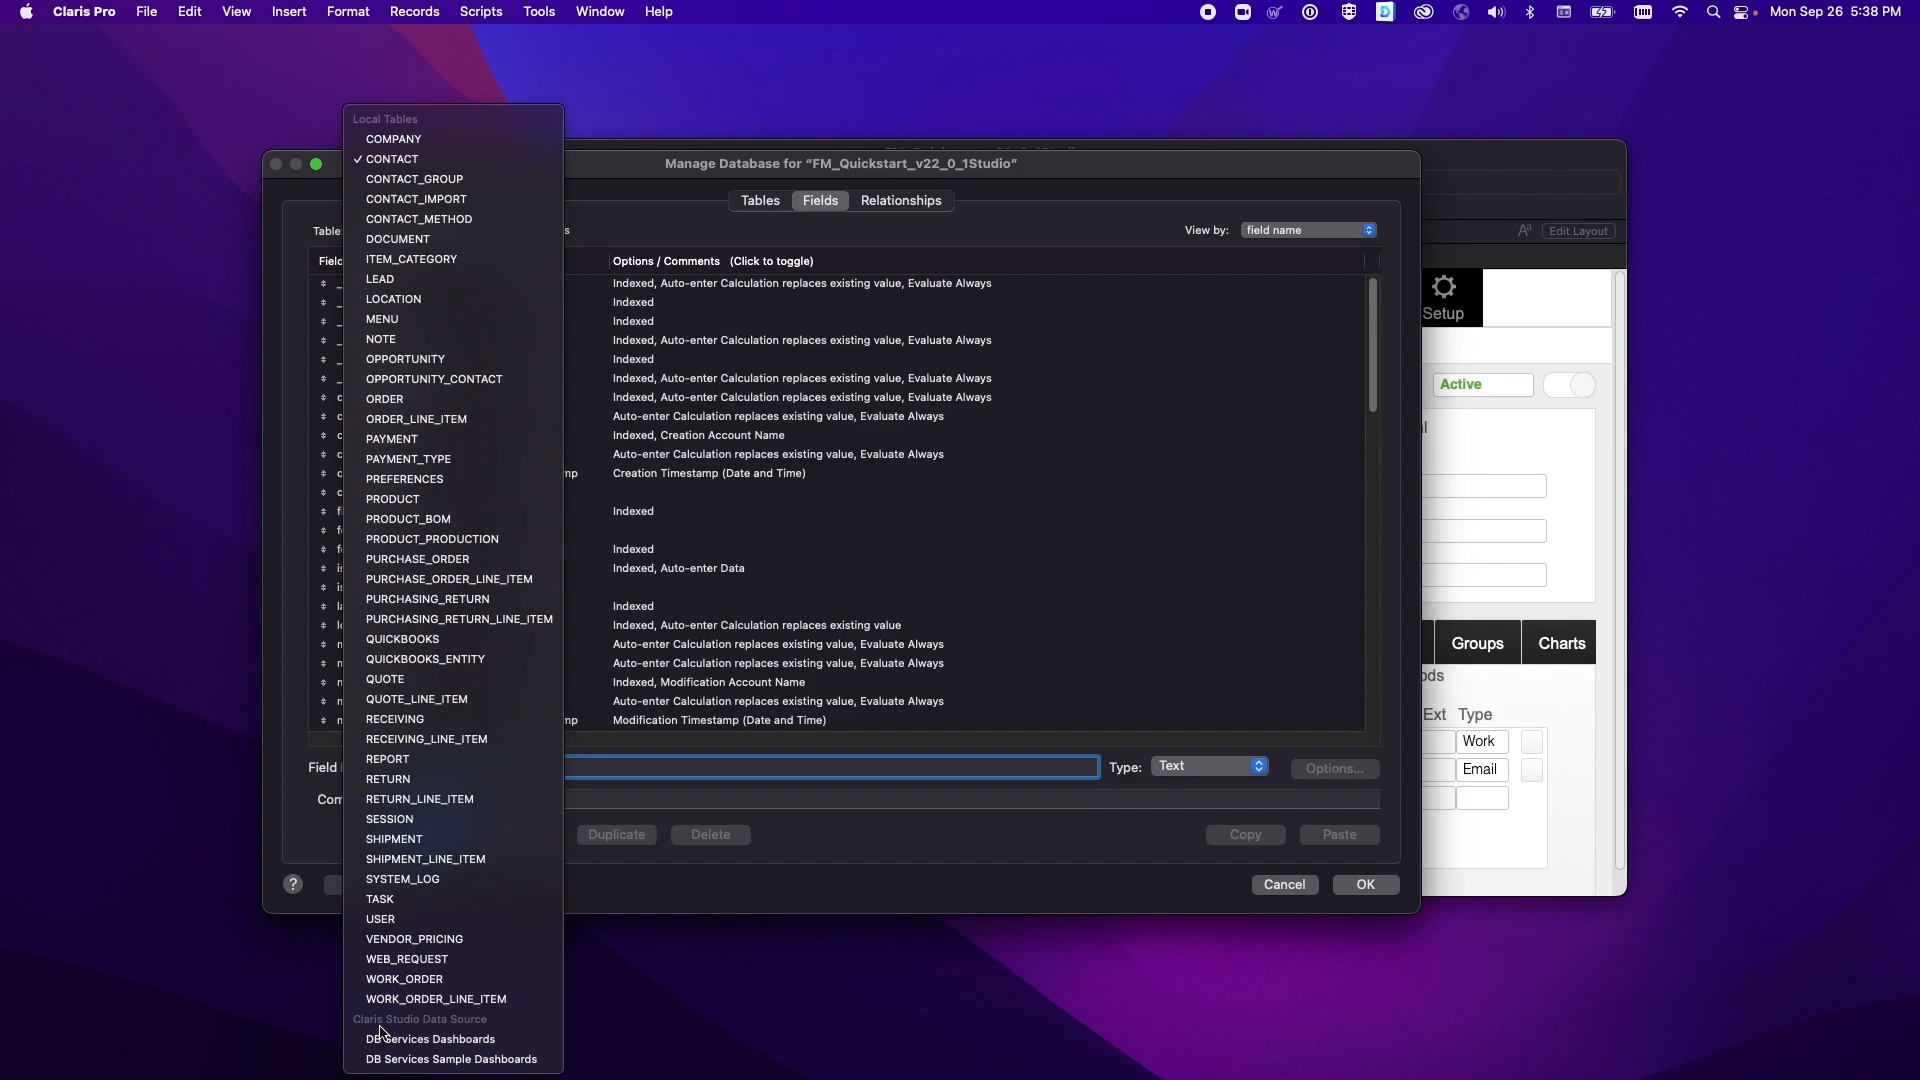 Claris Pro File Edit View Insert Format Records Scripts Tools Window Help
Mon Sep 26 5:38 PM
Local Tables
COMPANY
✓ CONTACT
CONTACT_GROUP
CONTACT_IMPORT
CONTACT_METHOD
DOCUMENT
ITEM_CATEGORY
LEAD
LOCATION
MENU
NOTE
OPPORTUNITY
OPPORTUNITY_CONTACT
ORDER
ORDER_LINE_ITEM
PAYMENT
PAYMENT_TYPE
PREFERENCES
PRODUCT
PRODUCT_BOM
PRODUCT_PRODUCTION
PURCHASE_ORDER
PURCHASE_ORDER_LINE_ITEM
PURCHASING_RETURN
PURCHASING_RETURN_LINE_ITEM
QUICKBOOKS
QUICKBOOKS_ENTITY
QUOTE
QUOTE_LINE_ITEM
RECEIVING
RECEIVING_LINE_ITEM
REPORT
RETURN
RETURN_LINE_ITEM
SESSION
SHIPMENT
SHIPMENT_LINE_ITEM
SYSTEM_LOG
TASK
USER
VENDOR_PRICING
WEB_REQUEST
WORK_ORDER
WORK_ORDER_LINE_ITEM
Claris Studio Data Source
DB Services Dashboards
DB Services Sample Dashboards
Manage Database for "FM_Quickstart_v22_0_1Studio"
Tables Fields Relationships
Table
View by: field name
Options / Comments (Click to toggle)
Indexed, Auto-enter Calculation replaces existing value, Evaluate Always
Indexed
Indexed
Indexed, Auto-enter Calculation replaces existing value, Evaluate Always
Indexed
Indexed, Auto-enter Calculation replaces existing value, Evaluate Always
Indexed, Auto-enter Calculation replaces existing value, Evaluate Always
Auto-enter Calculation replaces existing value, Evaluate Always
Indexed, Creation Account Name
Auto-enter Calculation replaces existing value, Evaluate Always
Creation Timestamp (Date and Time)
Indexed
Indexed
Indexed, Auto-enter Data
Indexed
Indexed, Auto-enter Calculation replaces existing value
Auto-enter Calculation replaces existing value, Evaluate Always
Auto-enter Calculation replaces existing value, Evaluate Always
Indexed, Modification Account Name
Auto-enter Calculation replaces existing value, Evaluate Always
Modification Timestamp (Date and Time)
Field
Type: Text
Options...
Duplicate Delete
Copy Paste
?
Cancel OK
Edit Layout
Setup
Active
Groups Charts
Ext Type
Work
Email